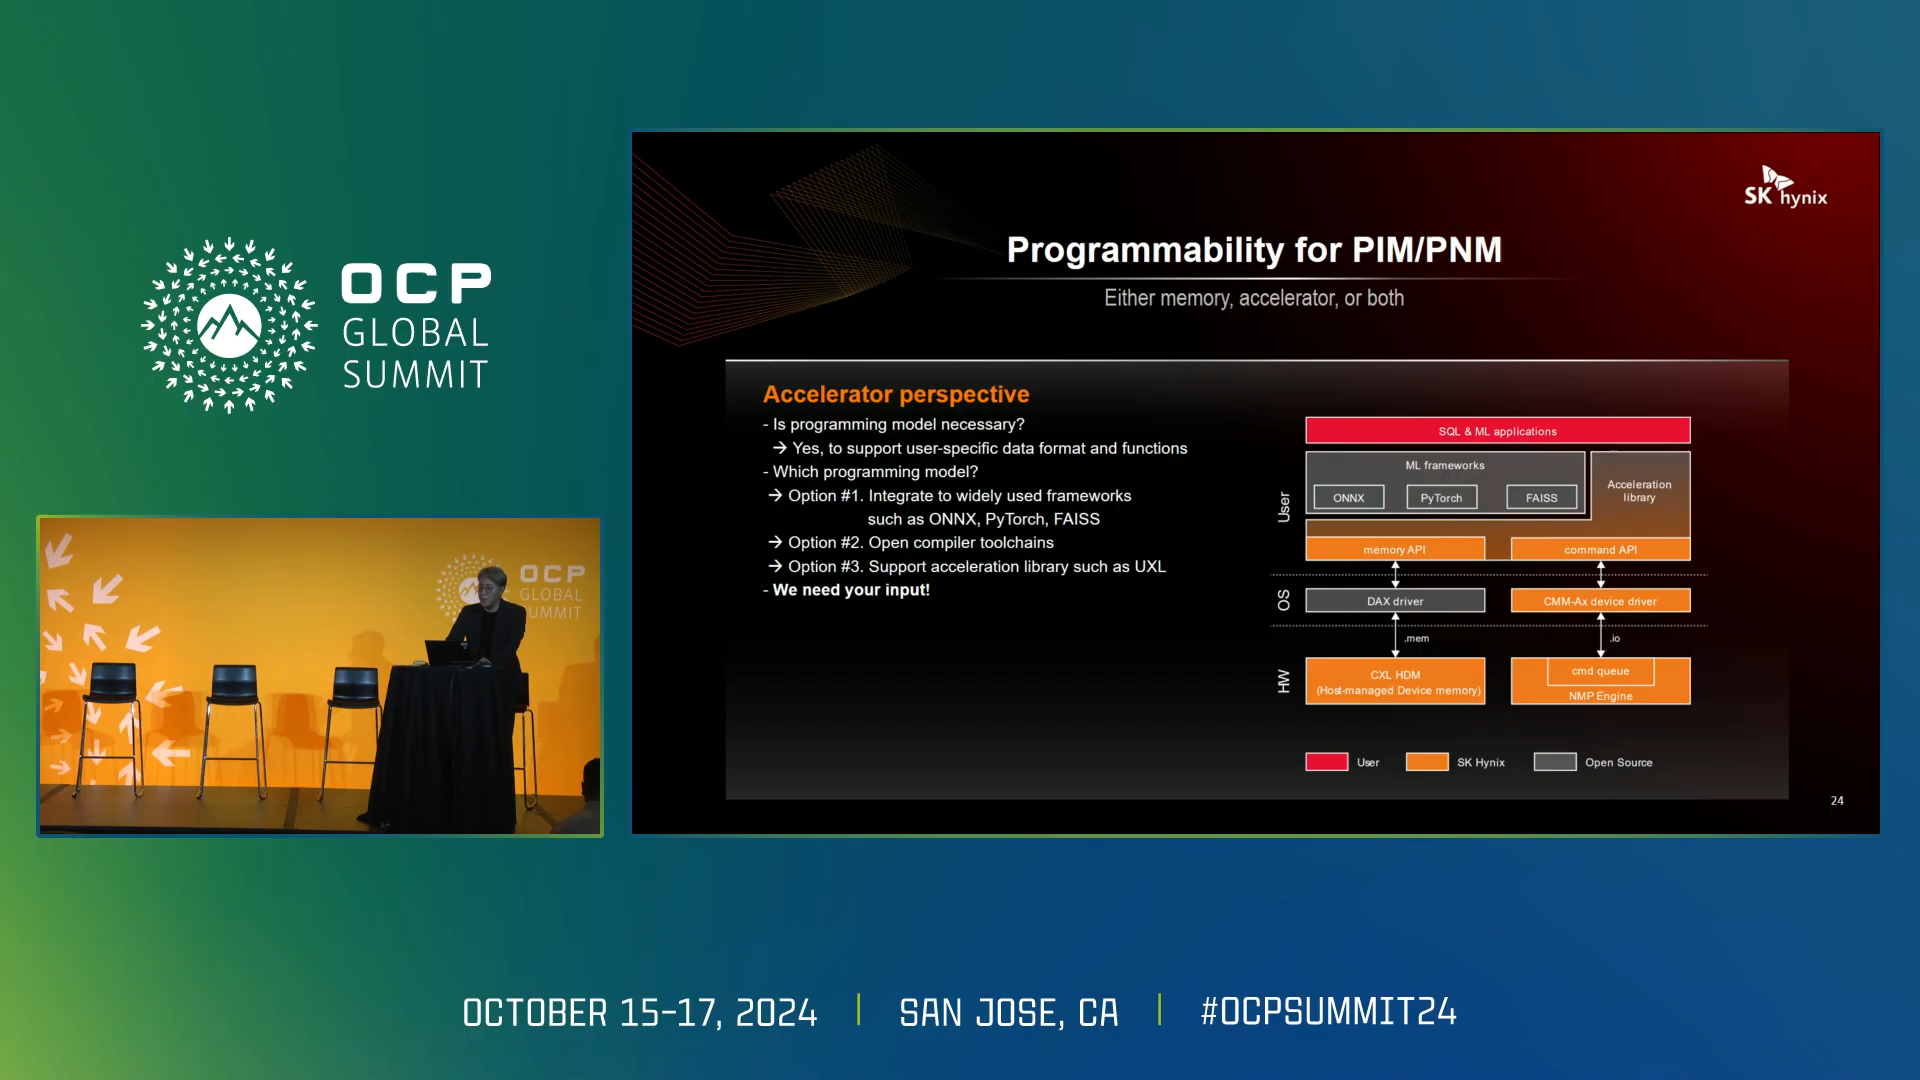 OCP
GLOBAL
SUMMIT
OCP
GLOBAL
SUMMIT
SK hynix
Programmability for PIM/PNM
Either memory, accelerator, or both
Accelerator perspective
- Is programming model necessary?
→ Yes, to support user-specific data format and functions
- Which programming model?
→ Option #1. Integrate to widely used frameworks
such as ONNX, PyTorch, FAISS
→ Option #2. Open compiler toolchains
→ Option #3. Support acceleration library such as UXL
- We need your input!
SQL & ML applications
User
ML frameworks
ONNX
PyTorch
FAISS
Acceleration
library
memory API
command API
OS
DAX driver
CMM-Ax device driver
.mem
.io
HW
CXL HDM
(Host-managed Device memory)
cmd queue
NMP Engine
User
SK Hynix
Open Source
24
OCTOBER 15-17, 2024 | SAN JOSE, CA | #OCPSUMMIT24